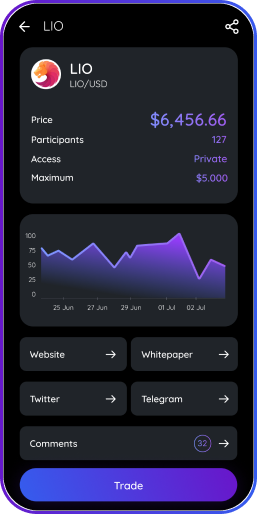 LIO
LIO
LIO/USD
Price $6,456.66
Participants 127
Access Private
Maximum $5.000
100
75
50
25
0
25 Jun 27 Jun 29 Jun 01 Jul 02 Jul
Website Whitepaper
Twitter Telegram
Comments 32
Trade